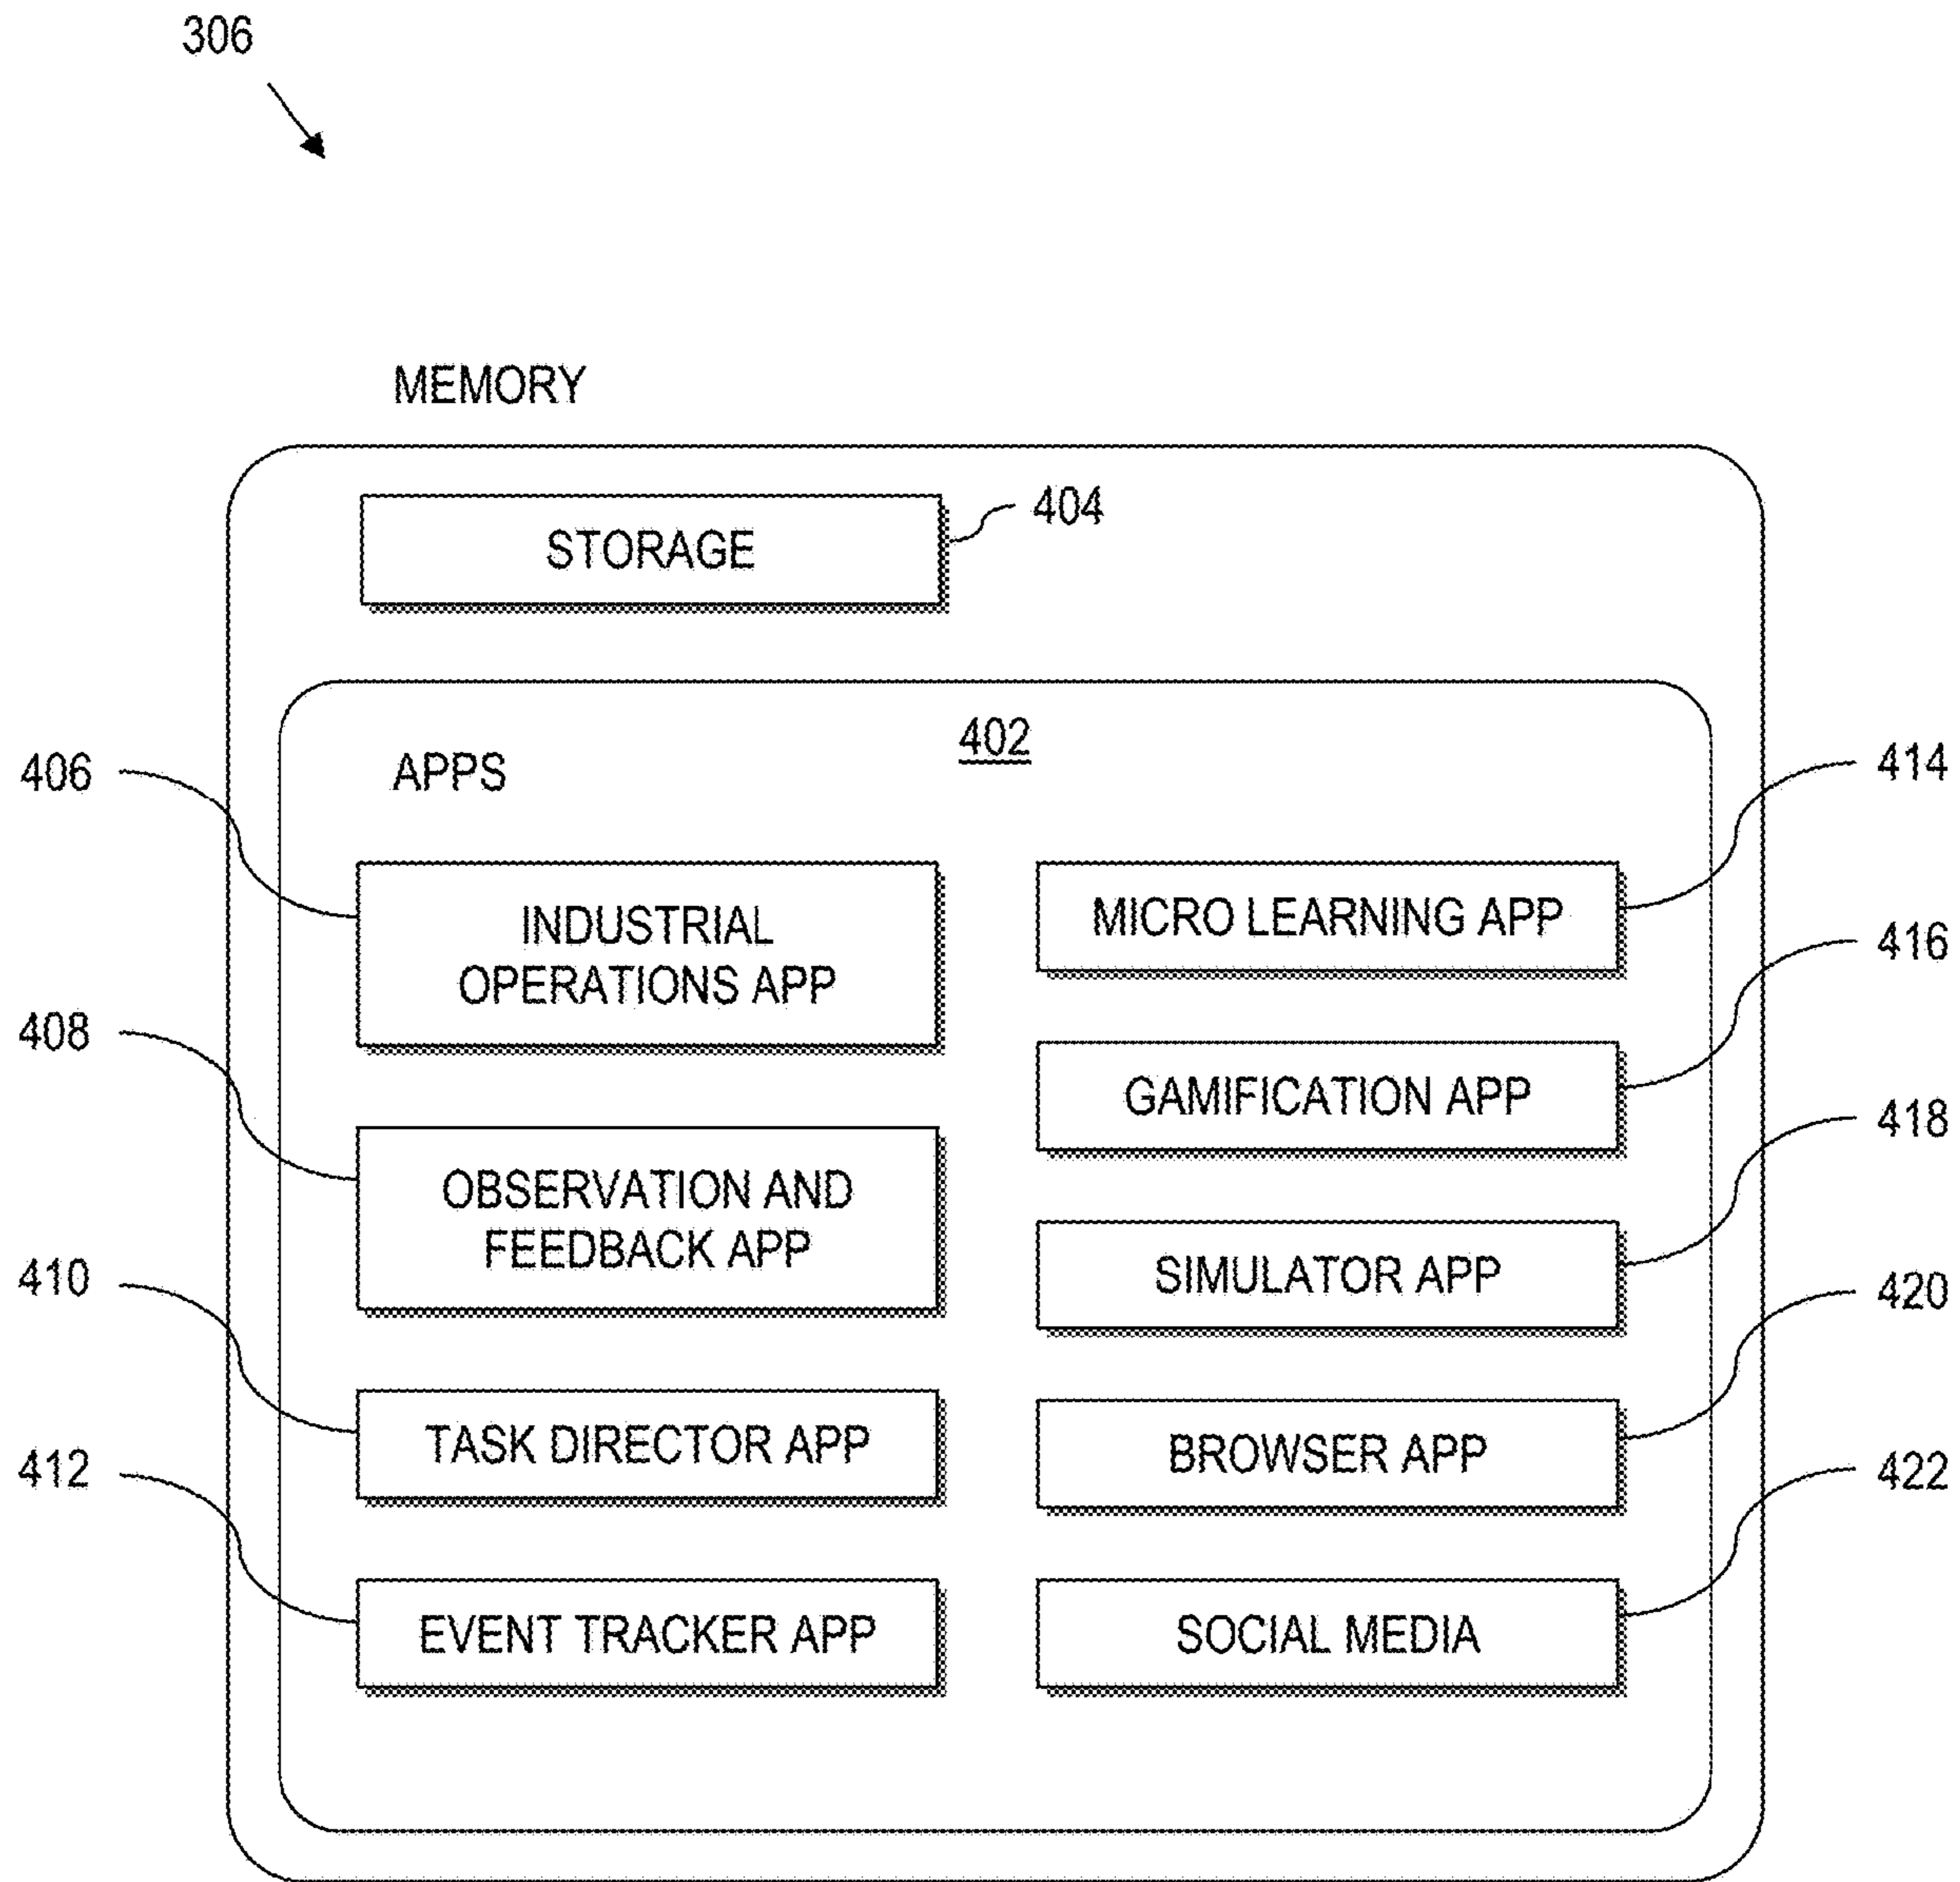 306
MEMORY
STORAGE
404
402
APPS
406
INDUSTRIAL
OPERATIONS APP
408
OBSERVATION AND
FEEDBACK APP
410
TASK DIRECTOR APP
412
EVENT TRACKER APP
MICRO LEARNING APP
414
GAMIFICATION APP
416
SIMULATOR APP
418
BROWSER APP
420
SOCIAL MEDIA
422